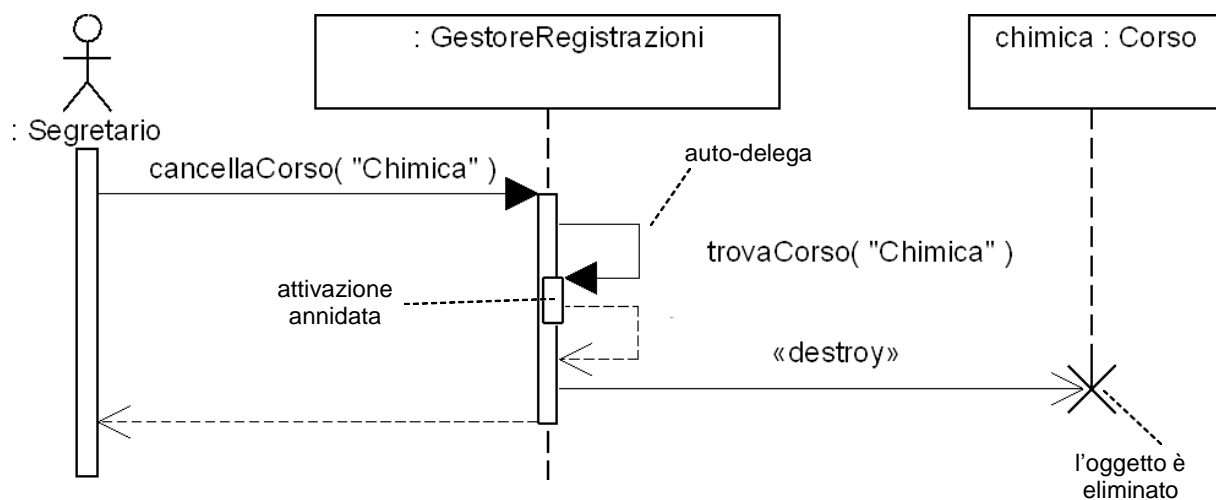 : GestoreRegistrazioni
chimica : Corso
: Segretario
cancellaCorso( "Chimica" )
auto-delega
trovaCorso( "Chimica" )
attivazione
annidata
«destroy»
l'oggetto è
eliminato